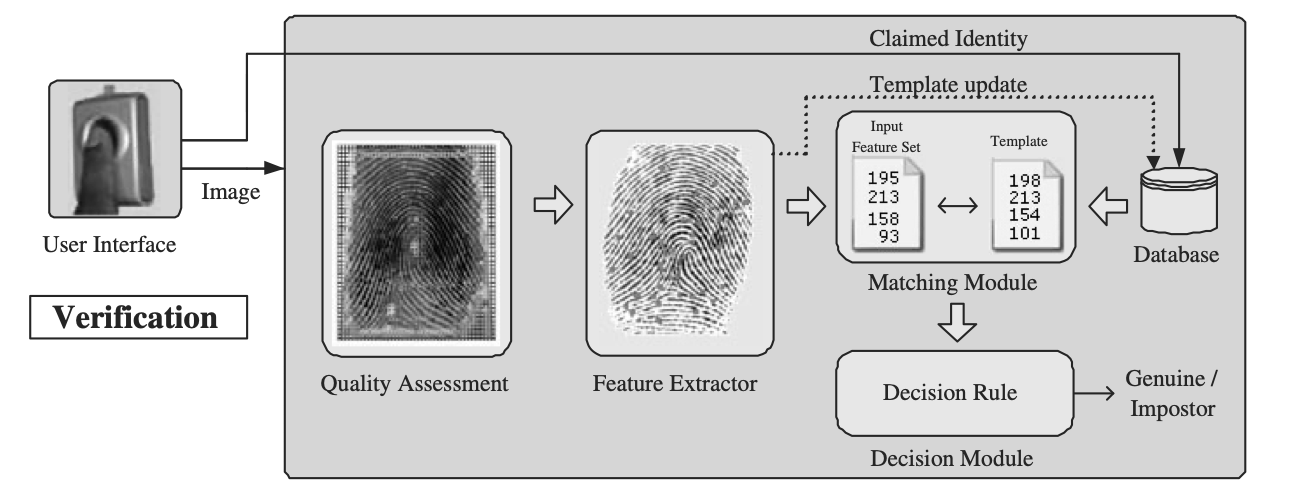 Claimed Identity
Template update
Image
User Interface
Verification
Quality Assessment
Feature Extractor
Input
Feature Set
195
213
158
93
Template
198
213
154
101
Matching Module
Database
Decision Rule
Decision Module
Genuine /
Impostor